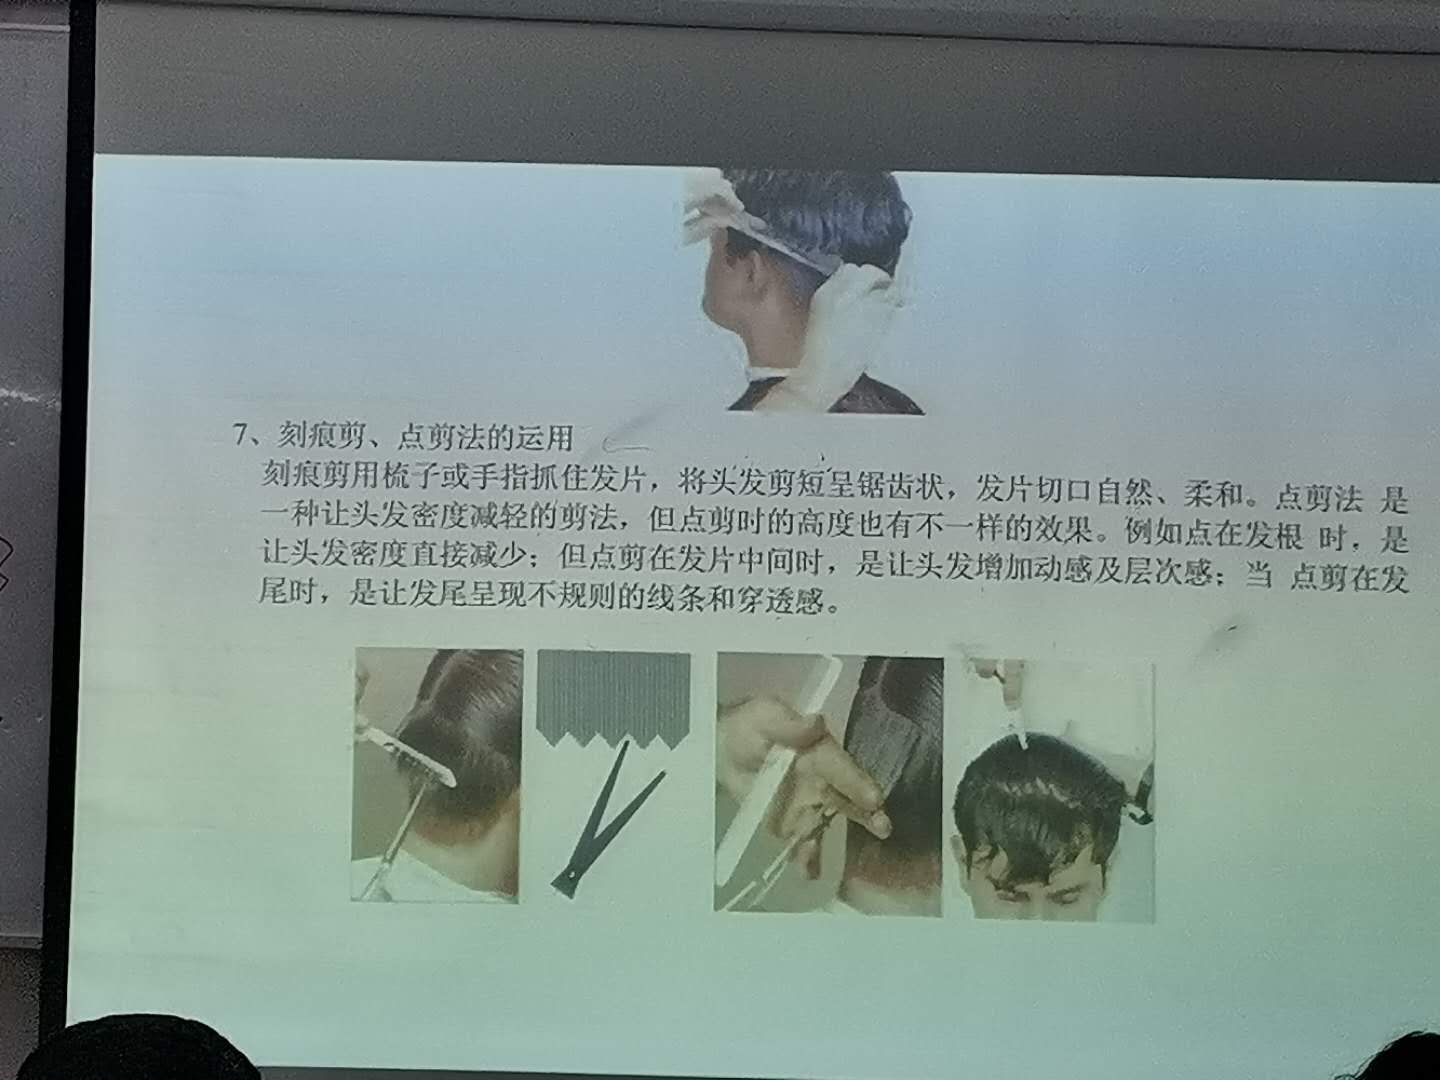 7、刻痕剪、点剪法的运用
刻痕剪用梳子或手指抓住发片，将头发剪短呈锯齿状，发片切口自然、柔和。点剪法 是
一种让头发密度减轻的剪法，但点剪时的高度也有不一样的效果。例如点在发根 时，是
让头发密度直接减少；但点剪在发片中间时，是让头发增加动感及层次感；当 点剪在发
尾时，是让发尾呈现不规则的线条和穿透感。